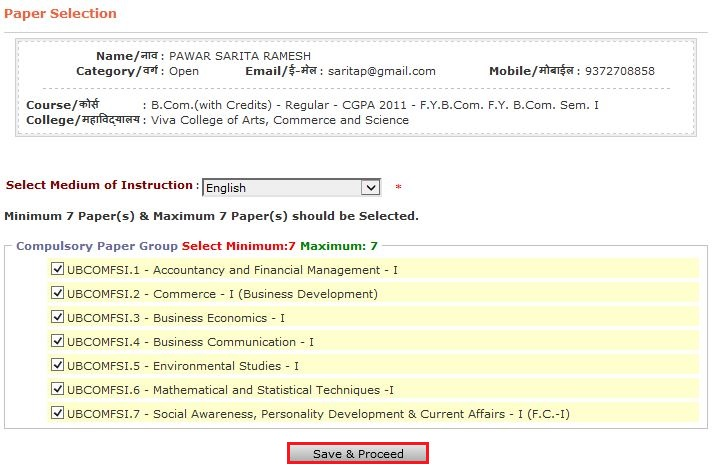 Paper Selection
Name/नाव : PAWAR SARITA RAMESH
Category/वर्ग : Open Email/ई-मेल : saritap@gmail.com Mobile/मोबाईल : 9372708858
Course/कोर्स : B.Com.(with Credits) - Regular - CGPA 2011 - F.Y.B.Com. F.Y. B.Com. Sem. I
College/महाविद्यालय : Viva College of Arts, Commerce and Science
Select Medium of Instruction : English *
Minimum 7 Paper(s) & Maximum 7 Paper(s) should be Selected.
Compulsory Paper Group Select Minimum:7 Maximum: 7
UBCOMFSI.1 - Accountancy and Financial Management - I
UBCOMFSI.2 - Commerce - I (Business Development)
UBCOMFSI.3 - Business Economics - I
UBCOMFSI.4 - Business Communication - I
UBCOMFSI.5 - Environmental Studies - I
UBCOMFSI.6 - Mathematical and Statistical Techniques -I
UBCOMFSI.7 - Social Awareness, Personality Development & Current Affairs - I (F.C.-I)
Save & Proceed